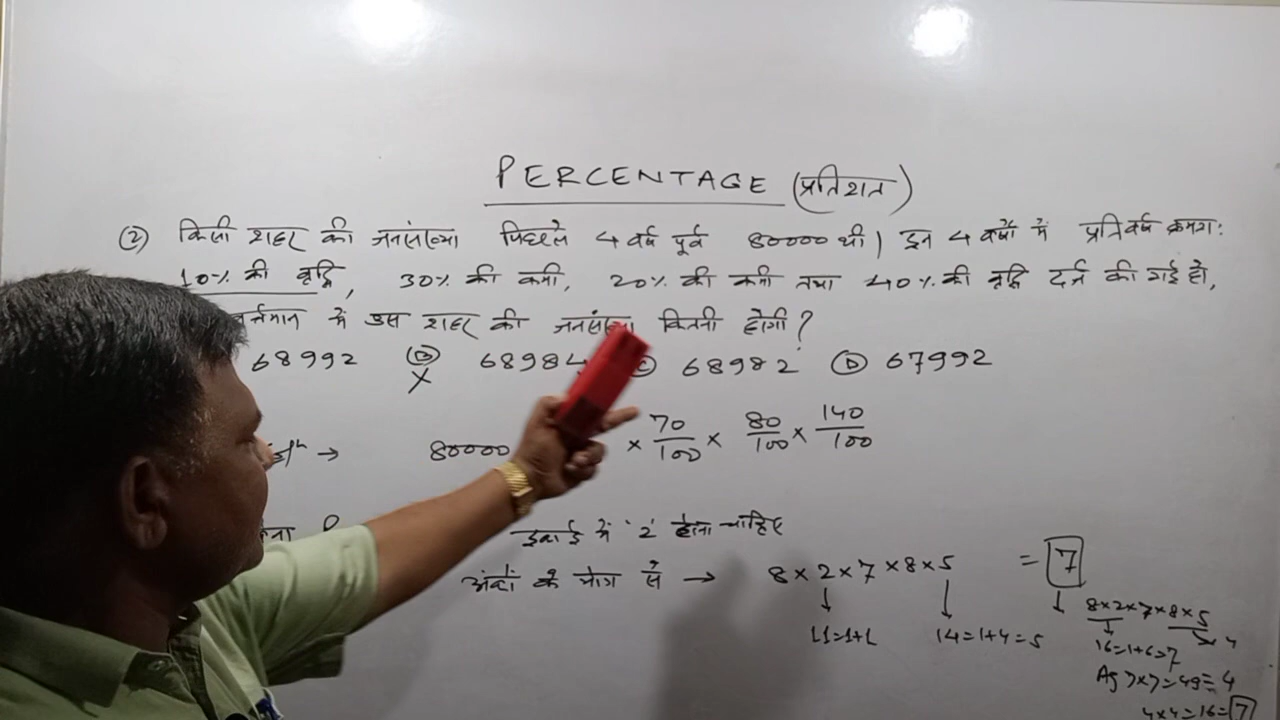 PERCENTAGE (प्रतिशत)
② किसी शहर की जनसंख्या पिछले 4 वर्ष पूर्व 80000 थी। इन 4 वर्षों में प्रतिवर्ष क्रमशः
10% की वृद्धि, 30% की कमी, 20% की कमी तथा 40% की वृद्धि दर्ज की गई हो,
वर्तमान में उस शहर की जनसंख्या कितनी होगी?
68992 (B) 68984 (C) 68982 (D) 67992
X
→ 80000 × 70/100 × 80/100 × 140/100
इकाई में '2' होना चाहिए
अंकों के योग से → 8×2×7×8×5 = 7
11=1+1 14=1+4=5
8×2×7×8×5
16=1+6=7 4
7×7=49=4
4×4=16=7